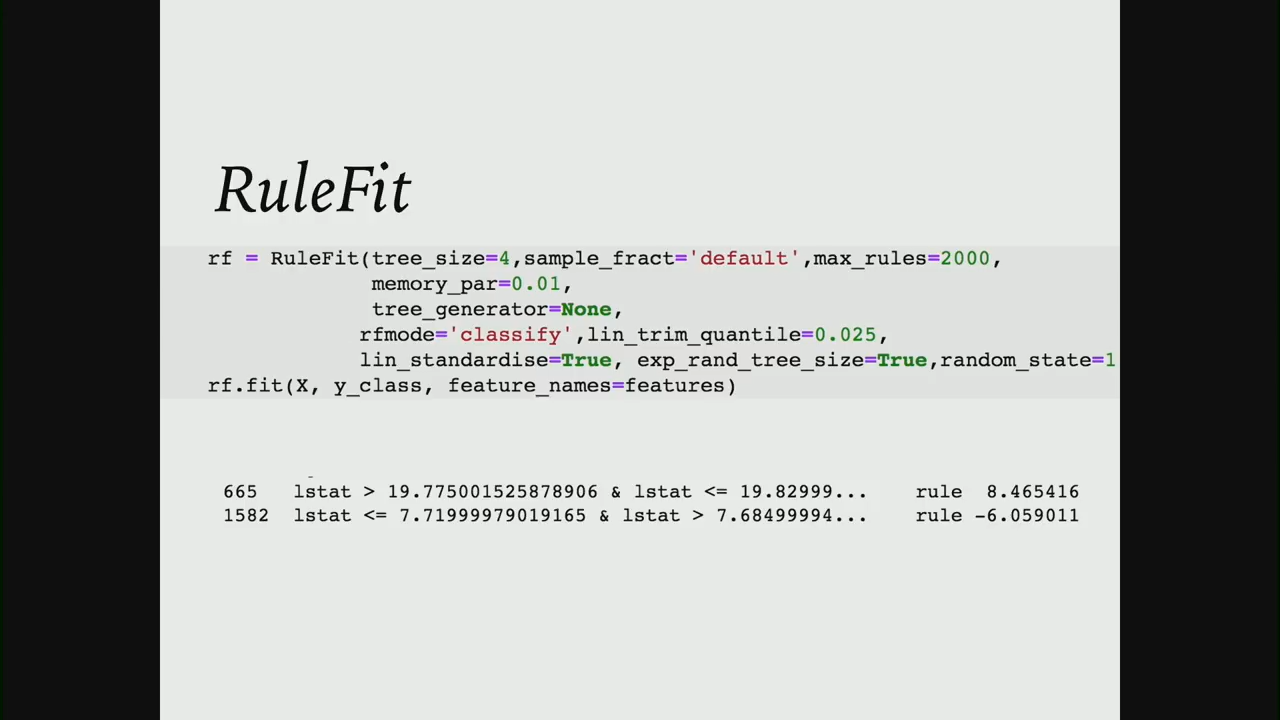 RuleFit
rf = RuleFit(tree_size=4,sample_fract='default',max_rules=2000,
memory_par=0.01,
tree_generator=None,
rfmode='classify',lin_trim_quantile=0.025,
lin_standardise=True, exp_rand_tree_size=True,random_state=1
rf.fit(X, y_class, feature_names=features)
665 lstat > 19.775001525878906 & lstat <= 19.82999... rule 8.465416
1582 lstat <= 7.71999979019165 & lstat > 7.68499994... rule -6.059011